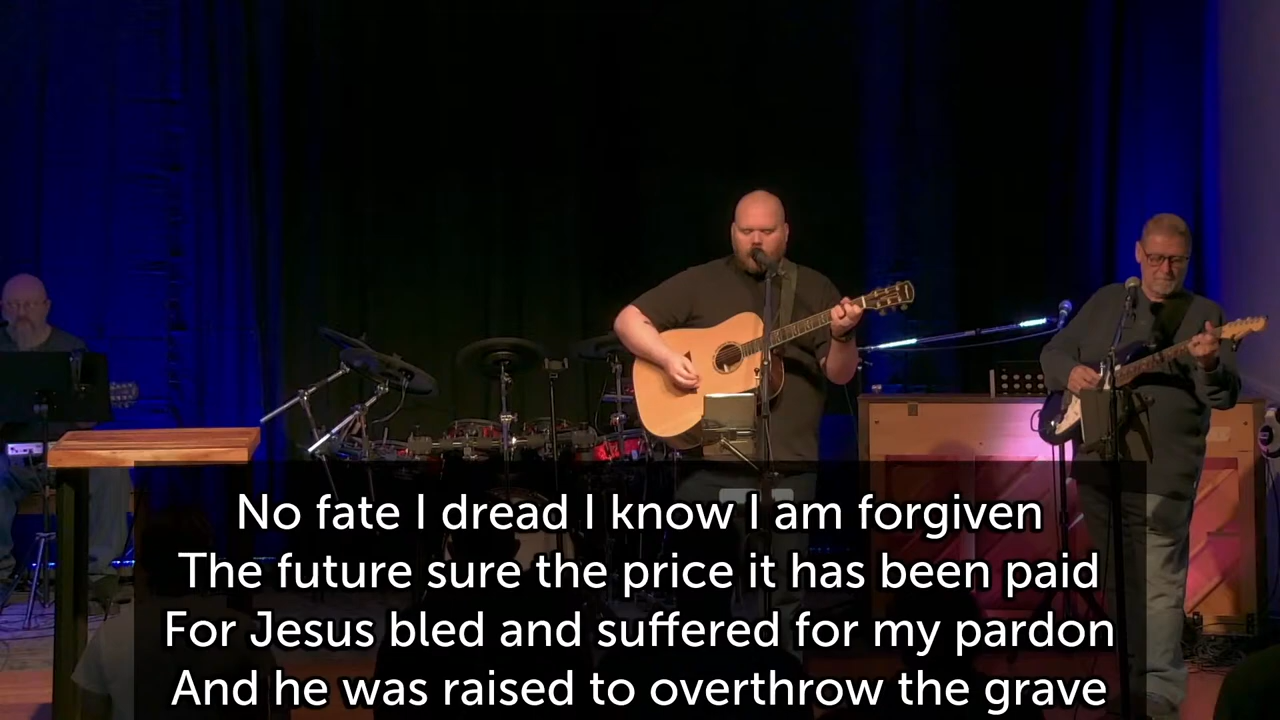 No fate I dread I know I am forgiven
The future sure the price it has been paid
For Jesus bled and suffered for my pardon
And he was raised to overthrow the grave